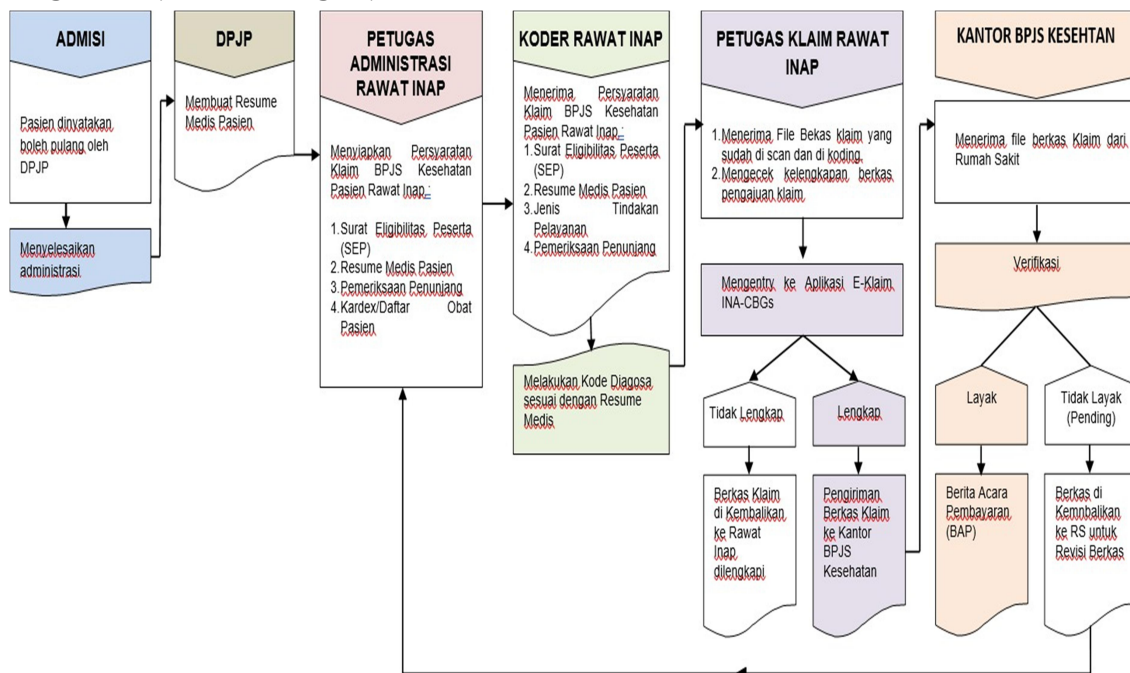 ADMISI
Pasien dinyatakan
boleh pulang oleh
DPJP
Menyelesaikan
administrasi
DPJP
Membuat Resume
Medis Pasien
PETUGAS
ADMINISTRASI
RAWAT INAP
Menyiapkan Persyaratan
Klaim BPJS Kesehatan
Pasien Rawat Inap :
1.Surat Eligibilitas Peserta
(SEP)
2.Resume Medis Pasien
3.Pemeriksaan Penunjang
4.Kardex/Daftar Obat
Pasien
KODER RAWAT INAP
Menerima Persyaratan
Klaim BPJS Kesehatan
Pasien Rawat Inap :
1.Surat Eligibilitas Peserta
(SEP)
2.Resume Medis Pasien
3.Jenis Tindakan
Pelayanan
4.Pemeriksaan Penunjang
Melakukan Kode Diagosa
sesuai dengan Resume
Medis
PETUGAS KLAIM RAWAT
INAP
1.Menerima File Bekas klaim yang
sudah di scan dan di koding.
2.Mengecek kelengkapan berkas
pengajuan klaim
Mengentry ke Aplikasi E-Klaim
INA-CBGs
Tidak Lengkap
Lengkap
Berkas Klaim
di Kembalikan
ke Rawat
Inap
dilengkapi
Pengiriman
Berkas Klaim
ke Kantor
BPJS
Kesehatan
KANTOR BPJS KESEHTAN
Menerima file berkas Klaim dari
Rumah Sakit
Verifikasi
Layak
Tidak Layak
(Pending)
Berita Acara
Pembayaran
(BAP)
Berkas di
Kemnbalikan
ke RS untuk
Revisi Berkas